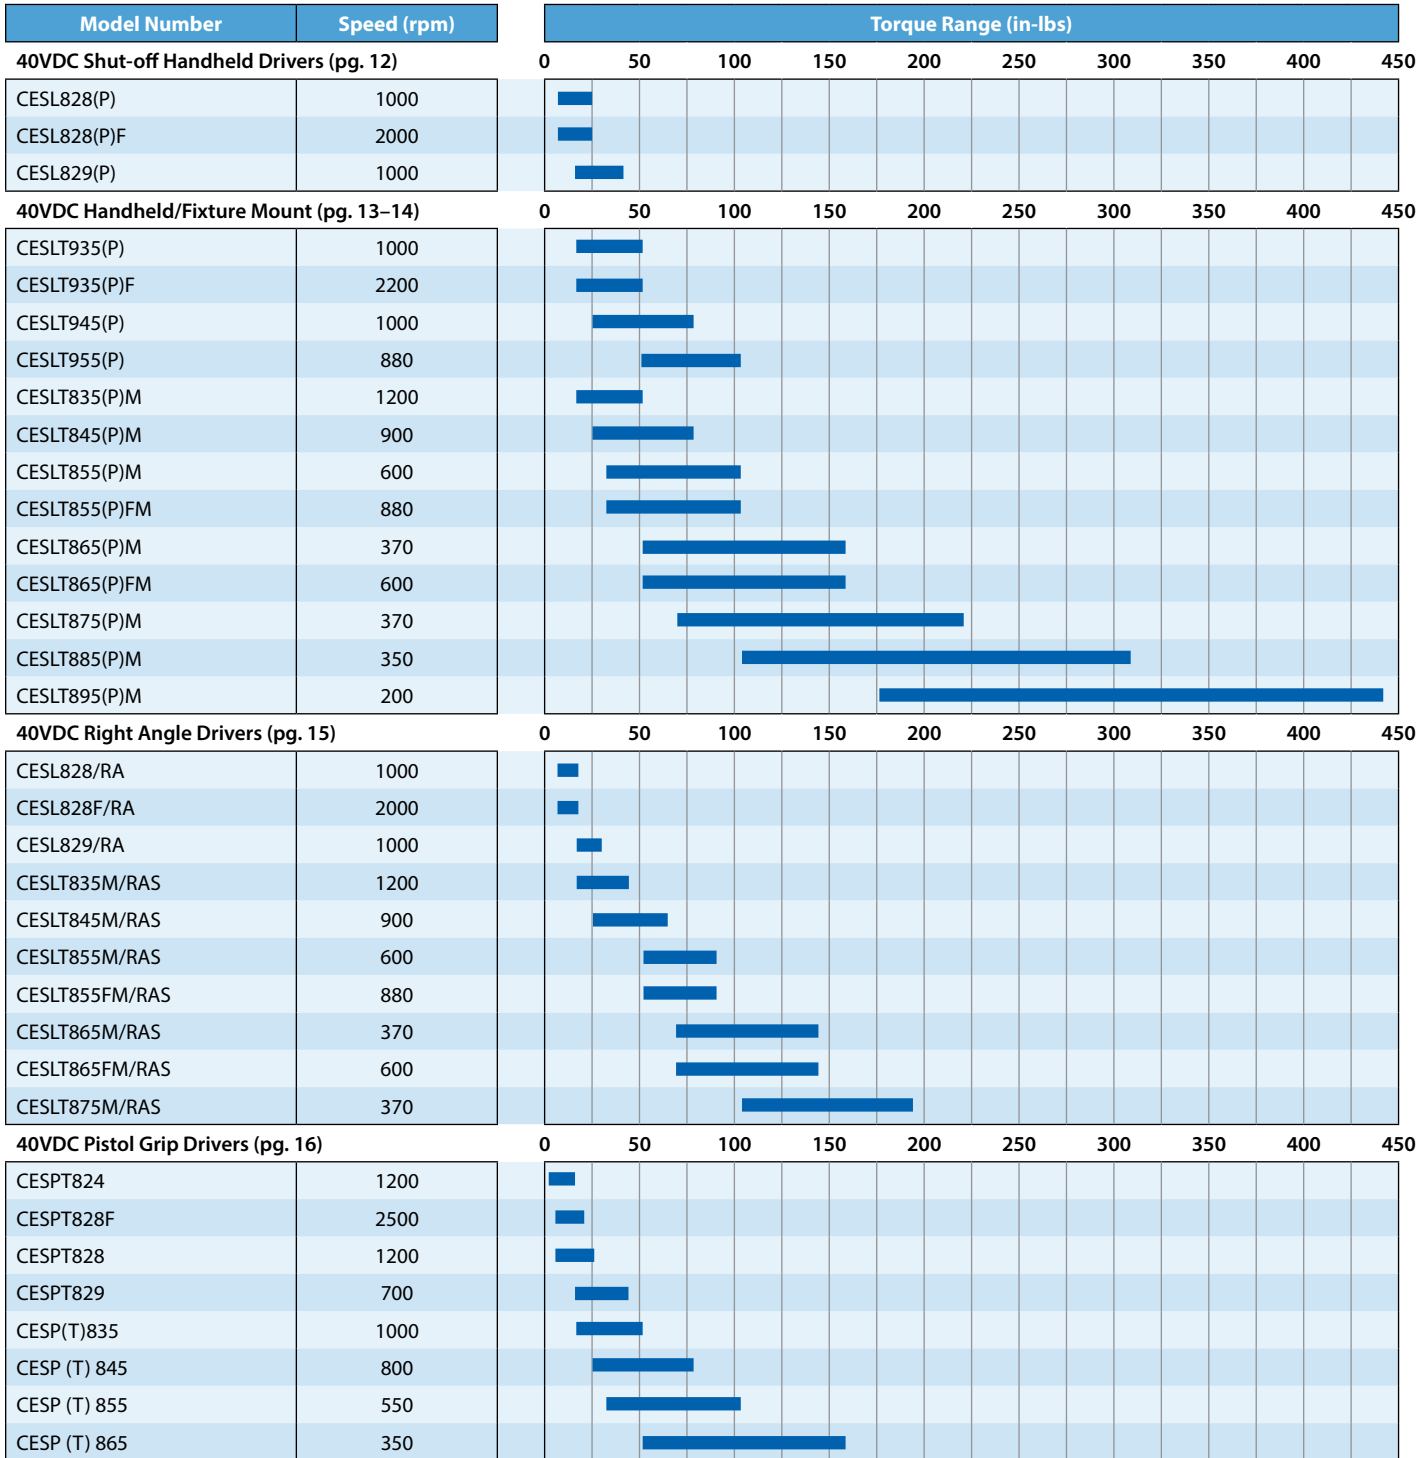 Model Number Speed (rpm) Torque Range (in-lbs)
40VDC Shut-off Handheld Drivers (pg. 12) 0 50 100 150 200 250 300 350 400 450
CESL828(P) 1000
CESL828(P)F 2000
CESL829(P) 1000
40VDC Handheld/Fixture Mount (pg. 13–14) 0 50 100 150 200 250 300 350 400 450
CESLT935(P) 1000
CESLT935(P)F 2200
CESLT945(P) 1000
CESLT955(P) 880
CESLT835(P)M 1200
CESLT845(P)M 900
CESLT855(P)M 600
CESLT855(P)FM 880
CESLT865(P)M 370
CESLT865(P)FM 600
CESLT875(P)M 370
CESLT885(P)M 350
CESLT895(P)M 200
40VDC Right Angle Drivers (pg. 15) 0 50 100 150 200 250 300 350 400 450
CESL828/RA 1000
CESL828F/RA 2000
CESL829/RA 1000
CESLT835M/RAS 1200
CESLT845M/RAS 900
CESLT855M/RAS 600
CESLT855FM/RAS 880
CESLT865M/RAS 370
CESLT865FM/RAS 600
CESLT875M/RAS 370
40VDC Pistol Grip Drivers (pg. 16) 0 50 100 150 200 250 300 350 400 450
CESPT824 1200
CESPT828F 2500
CESPT828 1200
CESPT829 700
CESP(T)835 1000
CESP (T) 845 800
CESP (T) 855 550
CESP (T) 865 350